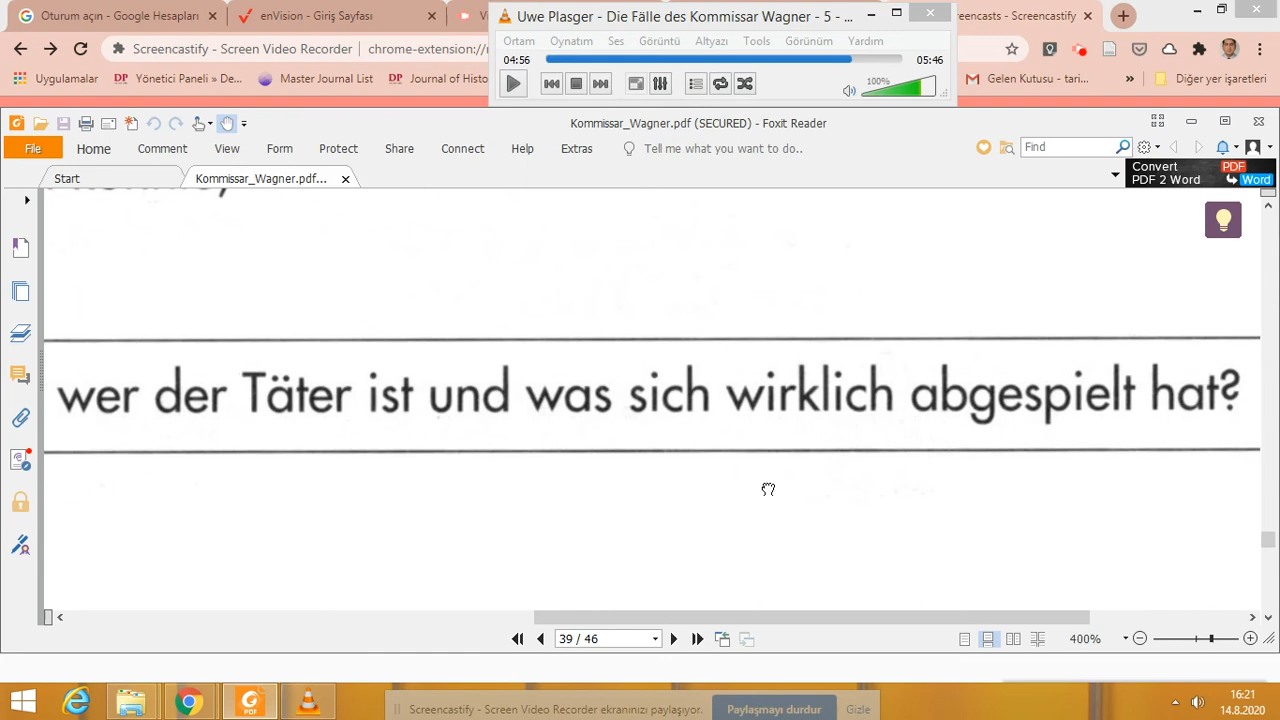 Oturum açın - Google Hesapları
enVision - Giriş Sayfası
Uwe Plasger - Die Fälle des Kommissar Wagner - 5 - ...
eencasts - Screencastify
Ortam Oynatım Ses Görüntü Altyazı Tools Görünüm Yardım
Screencastify - Screen Video Recorder | chrome-extension://
04:56 05:46
Uygulamalar DP Yönetici Paneli » De... Master Journal List DP Journal of Histo
100%
Gelen Kutusu - tari... » Diğer yer işaretleri
Kommissar_Wagner.pdf (SECURED) - Foxit Reader
File Home Comment View Form Protect Share Connect Help Extras Tell me what you want to do.. Find
Start Kommissar_Wagner.pdf...
Convert PDF
PDF 2 Word Word
wer der Täter ist und was sich wirklich abgespielt hat?
39 / 46 400%
PDF
Screencastify - Screen Video Recorder ekranınızı paylaşıyor. Paylaşmayı durdur Gizle
16:21
14.8.2020